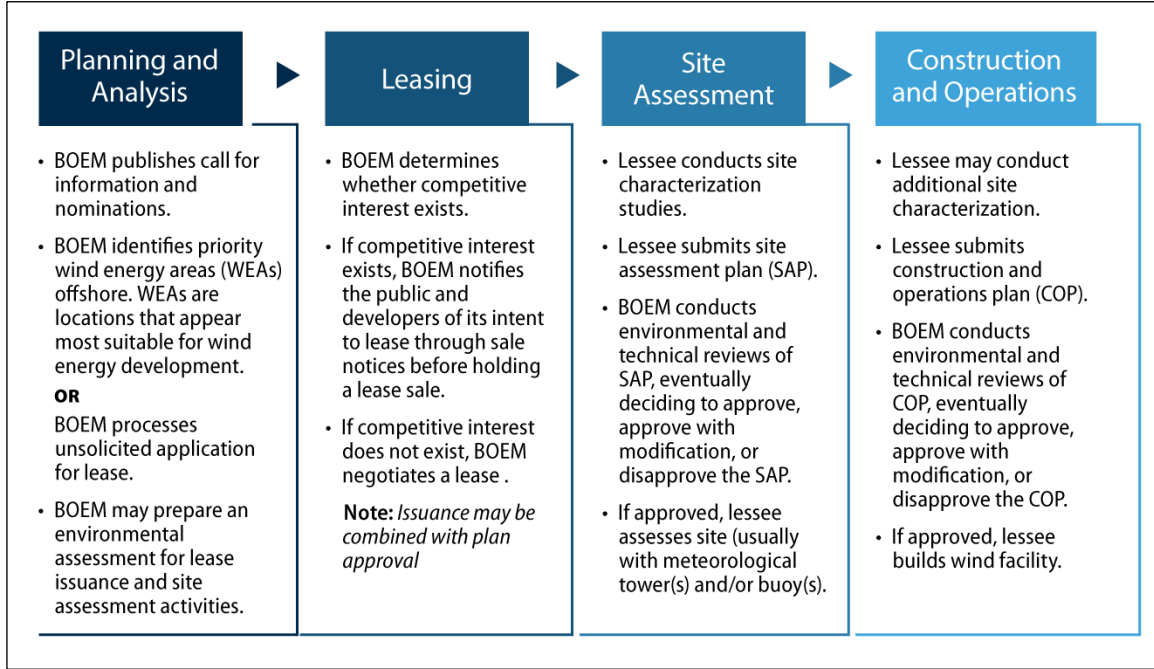 Planning and
Analysis
• BOEM publishes call for
information and
nominations.
• BOEM identifies priority
wind energy areas (WEAs)
offshore. WEAs are
locations that appear
most suitable for wind
energy development.
OR
BOEM processes
unsolicited application
for lease.
• BOEM may prepare an
environmental
assessment for lease
issuance and site
assessment activities.
Leasing
• BOEM determines
whether competitive
interest exists.
• If competitive interest
exists, BOEM notifies
the public and
developers of its intent
to lease through sale
notices before holding
a lease sale.
• If competitive interest
does not exist, BOEM
negotiates a lease .
Note: Issuance may be
combined with plan
approval
Site
Assessment
• Lessee conducts site
characterization
studies.
• Lessee submits site
assessment plan (SAP).
• BOEM conducts
environmental and
technical reviews of
SAP, eventually
deciding to approve,
approve with
modification, or
disapprove the SAP.
• If approved, lessee
assesses site (usually
with meteorological
tower(s) and/or buoy(s).
Construction
and Operations
• Lessee may conduct
additional site
characterization.
• Lessee submits
construction and
operations plan (COP).
• BOEM conducts
environmental and
technical reviews of
COP, eventually
deciding to approve,
approve with
modification, or
disapprove the COP.
• If approved, lessee
builds wind facility.